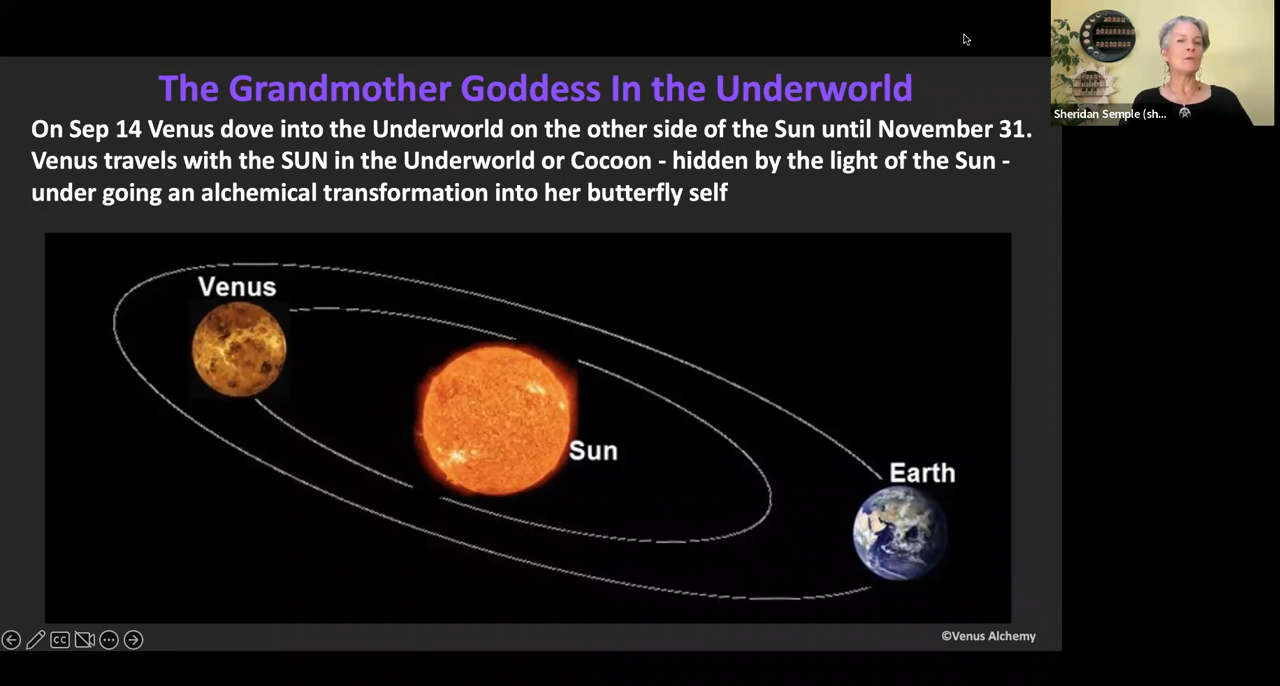 The Grandmother Goddess In the Underworld
On Sep 14 Venus dove into the Underworld on the other side of the Sun until November 31.
Venus travels with the SUN in the Underworld or Cocoon - hidden by the light of the Sun -
under going an alchemical transformation into her butterfly self
Venus
Sun
Earth
©Venus Alchemy
CC
Sheridan Semple (sh...